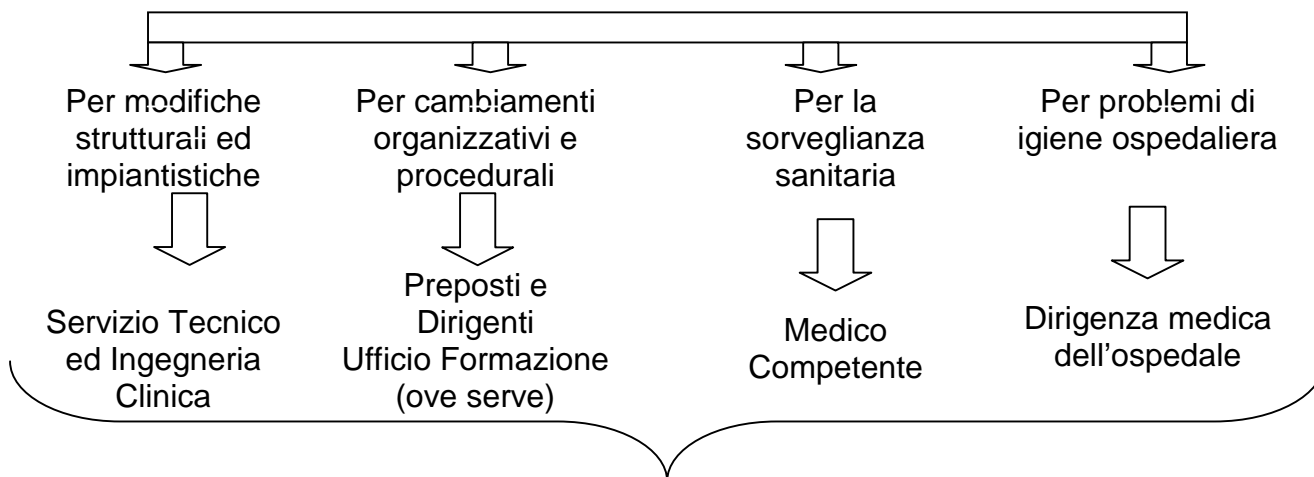 Per modifiche
strutturali ed
impiantistiche
Per cambiamenti
organizzativi e
procedurali
Per la
sorveglianza
sanitaria
Per problemi di
igiene ospedaliera
Servizio Tecnico
ed Ingegneria
Clinica
Preposti e
Dirigenti
Ufficio Formazione
(ove serve)
Medico
Competente
Dirigenza medica
dell’ospedale